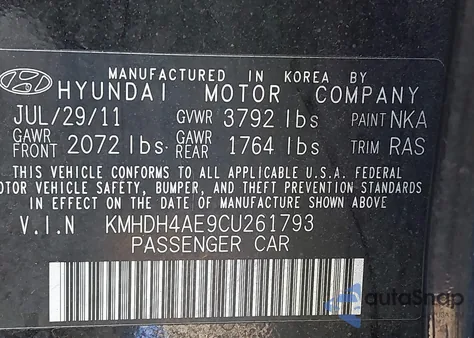 MANUFACTURED IN KOREA BY
HYUNDAI MOTOR COMPANY
JUL/29/11 GVWR 3792 lbs PAINT NKA
GAWR FRONT 2072 lbs GAWR REAR 1764 lbs TRIM RAS
THIS VEHICLE CONFORMS TO ALL APPLICABLE U.S.A. FEDERAL
MOTOR VEHICLE SAFETY, BUMPER, AND THEFT PREVENTION STANDARDS
IN EFFECT ON THE DATE OF MANUFACTURE SHOWN ABOVE
V.I.N KMHDH4AE9CU261793
PASSENGER CAR
autoSnap